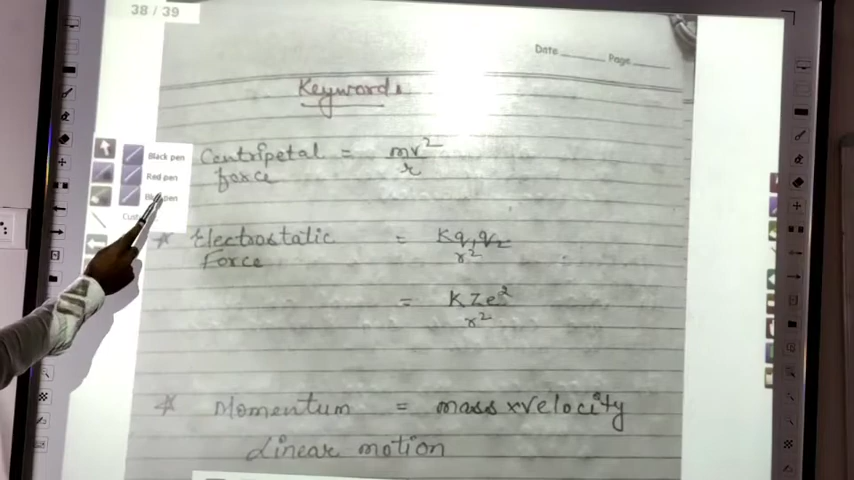 38 / 39
Date Page
Keywords
Black pen
Red pen
Centripetal force = mv²/r
Electrostatic Force = Kq₁q₂/r²
= KZe²/r²
Momentum = mass x velocity
Linear motion